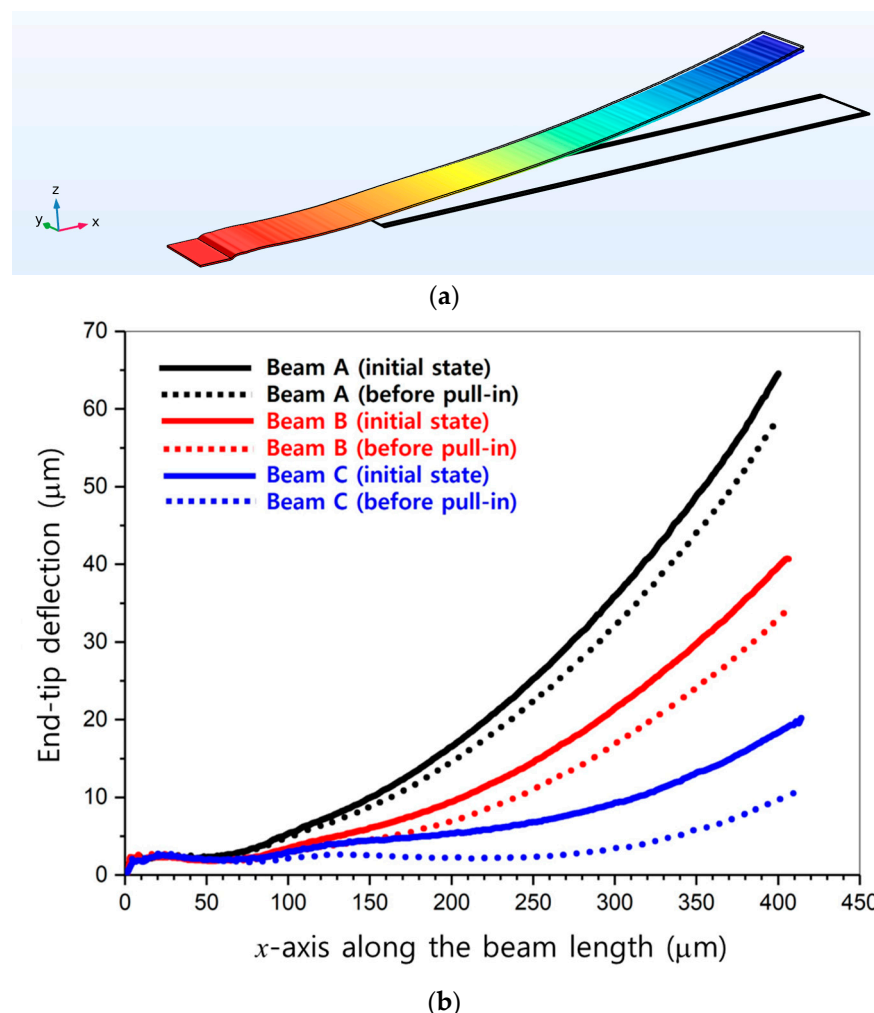 z
y
x
(a)
70
60
50
40
30
20
10
0
End-tip deflection (μm)
Beam A (initial state)
Beam A (before pull-in)
Beam B (initial state)
Beam B (before pull-in)
Beam C (initial state)
Beam C (before pull-in)
0 50 100 150 200 250 300 350 400 450
x-axis along the beam length (μm)
(b)